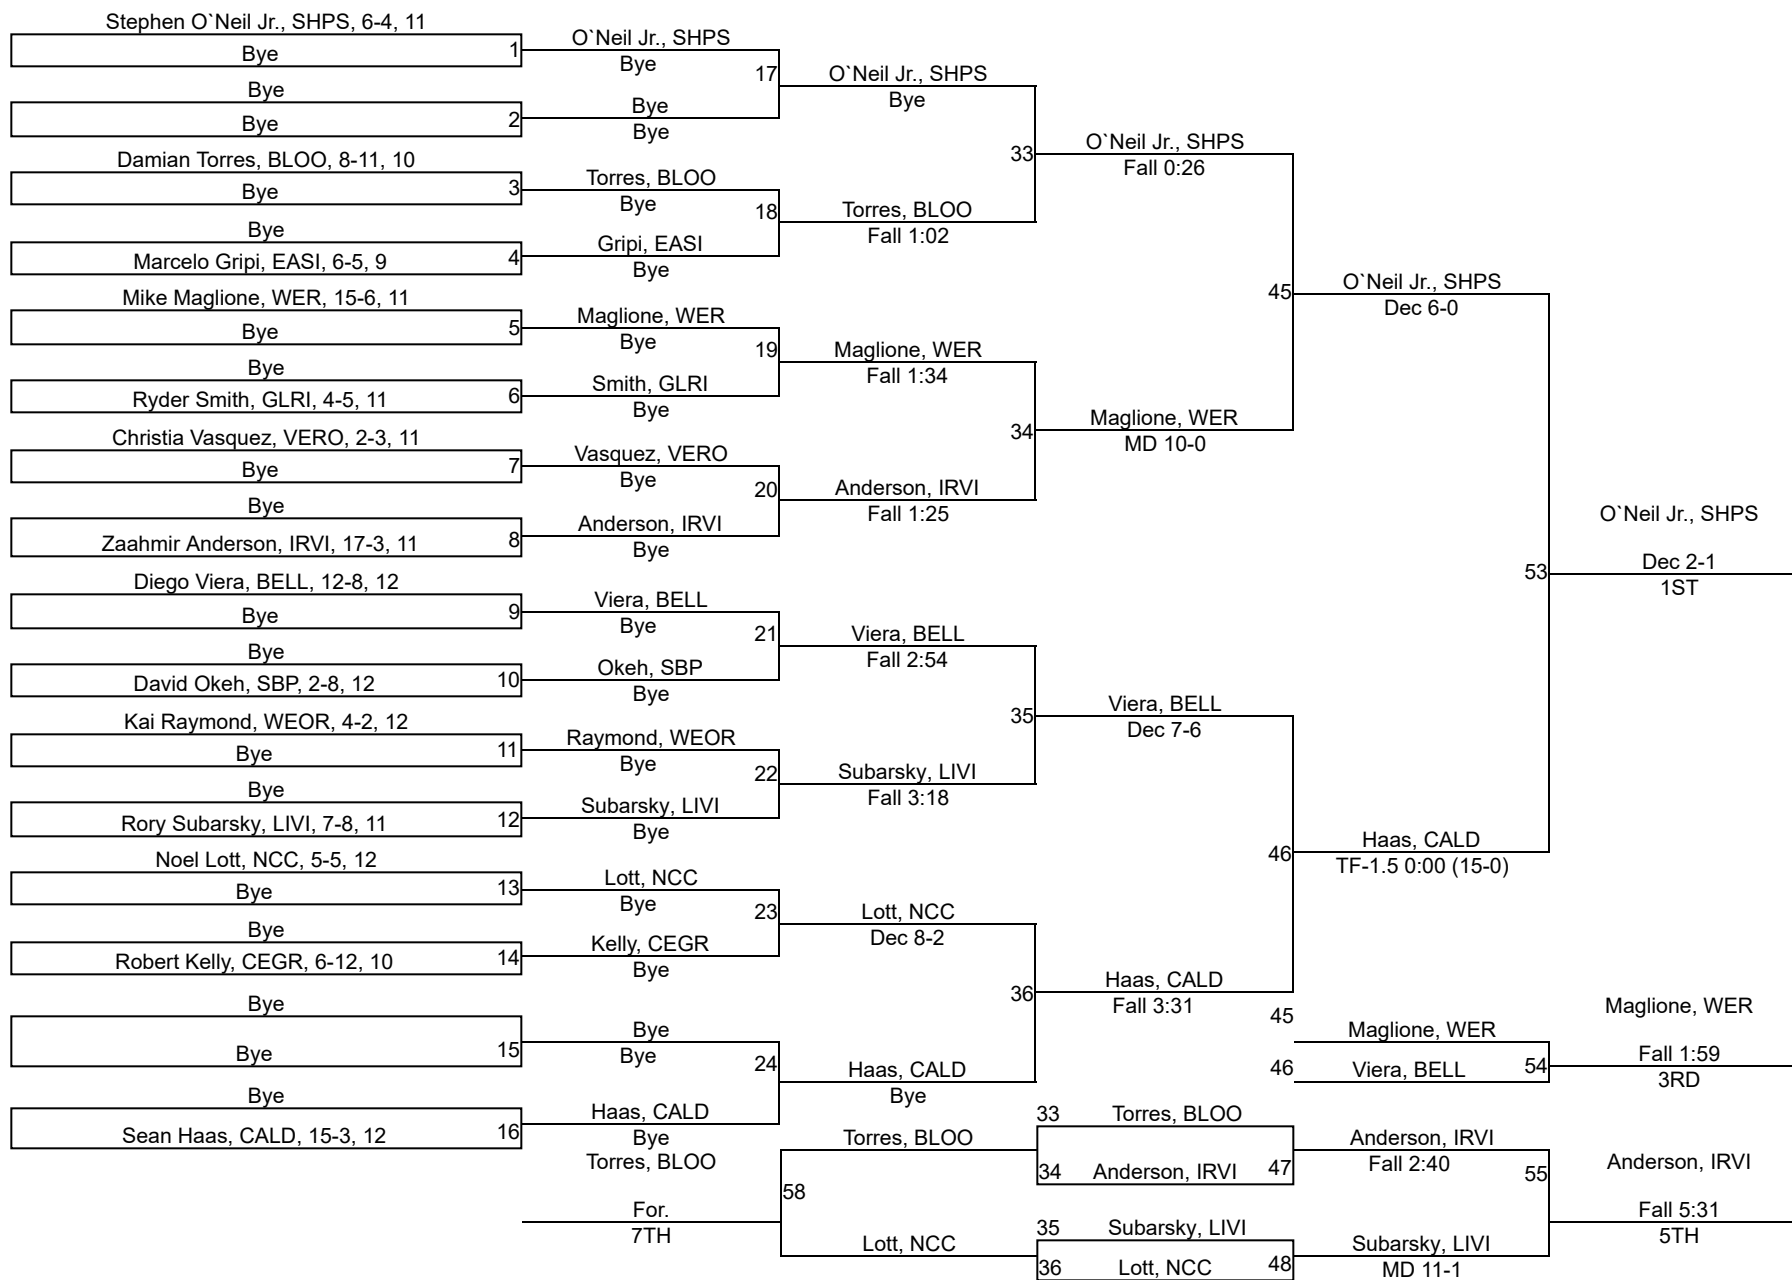 Stephen O`Neil Jr., SHPS, 6-4, 11
Bye
1
Bye
Bye
2
Damian Torres, BLOO, 8-11, 10
Bye
3
Bye
Marcelo Gripi, EASI, 6-5, 9
4
Mike Maglione, WER, 15-6, 11
Bye
5
Bye
Ryder Smith, GLRI, 4-5, 11
6
Christia Vasquez, VERO, 2-3, 11
Bye
7
Bye
Zaahmir Anderson, IRVI, 17-3, 11
8
Diego Viera, BELL, 12-8, 12
Bye
9
Bye
David Okeh, SBP, 2-8, 12
10
Kai Raymond, WEOR, 4-2, 12
Bye
11
Bye
Rory Subarsky, LIVI, 7-8, 11
12
Noel Lott, NCC, 5-5, 12
Bye
13
Bye
Robert Kelly, CEGR, 6-12, 10
14
Bye
Bye
15
Bye
Sean Haas, CALD, 15-3, 12
16
O`Neil Jr., SHPS
Bye
17
Bye
Bye
Torres, BLOO
Bye
18
Gripi, EASI
Bye
Maglione, WER
Bye
19
Smith, GLRI
Bye
Vasquez, VERO
Bye
20
Anderson, IRVI
Bye
Viera, BELL
Bye
21
Okeh, SBP
Bye
Raymond, WEOR
Bye
22
Subarsky, LIVI
Bye
Lott, NCC
Bye
23
Kelly, CEGR
Bye
Bye
Bye
24
Haas, CALD
Bye
O`Neil Jr., SHPS
Bye
33
Torres, BLOO
Fall 1:02
Maglione, WER
Fall 1:34
34
Anderson, IRVI
Fall 1:25
Viera, BELL
Fall 2:54
35
Subarsky, LIVI
Fall 3:18
Lott, NCC
Dec 8-2
36
Haas, CALD
Bye
O`Neil Jr., SHPS
Fall 0:26
45
Maglione, WER
MD 10-0
Viera, BELL
Dec 7-6
46
Haas, CALD
Fall 3:31
O`Neil Jr., SHPS
Dec 6-0
53
Haas, CALD
TF-1.5 0:00 (15-0)
O`Neil Jr., SHPS
Dec 2-1
1ST
45
Maglione, WER
46
Viera, BELL
54
Maglione, WER
Fall 1:59
3RD
33
Torres, BLOO
34
Anderson, IRVI
47
Anderson, IRVI
Fall 2:40
55
35
Subarsky, LIVI
36
Lott, NCC
48
Subarsky, LIVI
MD 11-1
Anderson, IRVI
Fall 5:31
5TH
Torres, BLOO
58
Lott, NCC
Torres, BLOO
For.
7TH